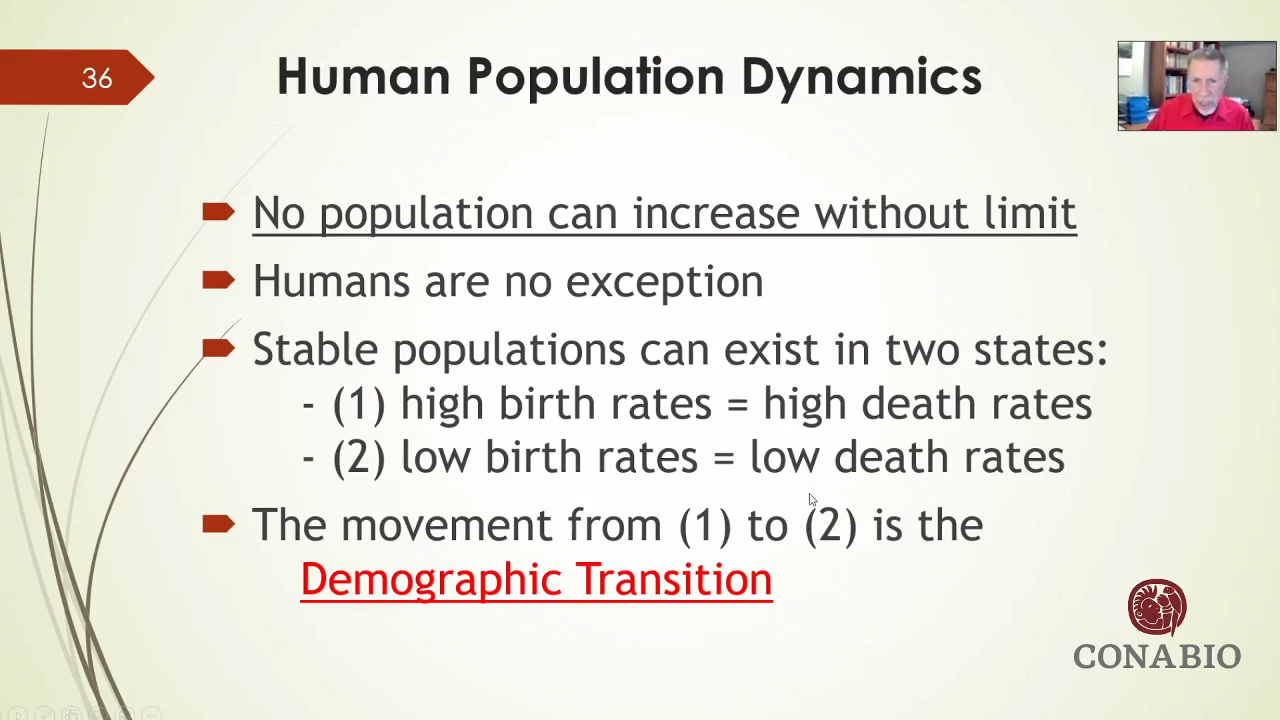 36
Human Population Dynamics
No population can increase without limit
Humans are no exception
Stable populations can exist in two states:
- (1) high birth rates = high death rates
- (2) low birth rates = low death rates
The movement from (1) to (2) is the
Demographic Transition
CONABIO